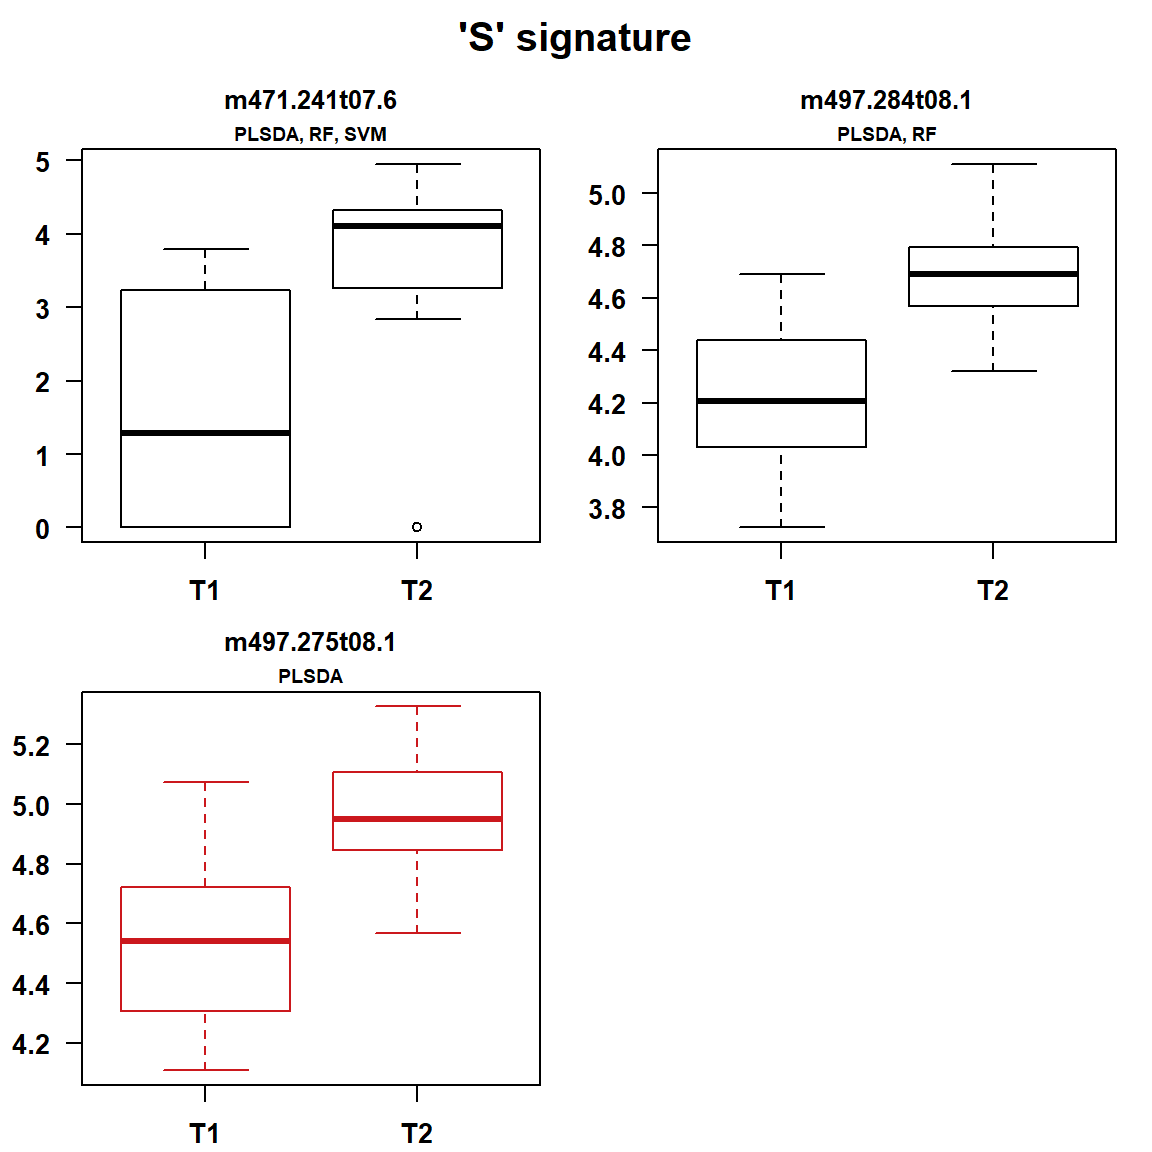 'S' signature
m471.241t07.6
PLSDA, RF, SVM
5
4
3
2
1
0
T1 T2
m497.284t08.1
PLSDA, RF
5.0
4.8
4.6
4.4
4.2
4.0
3.8
T1 T2
m497.275t08.1
PLSDA
5.2
5.0
4.8
4.6
4.4
4.2
T1 T2